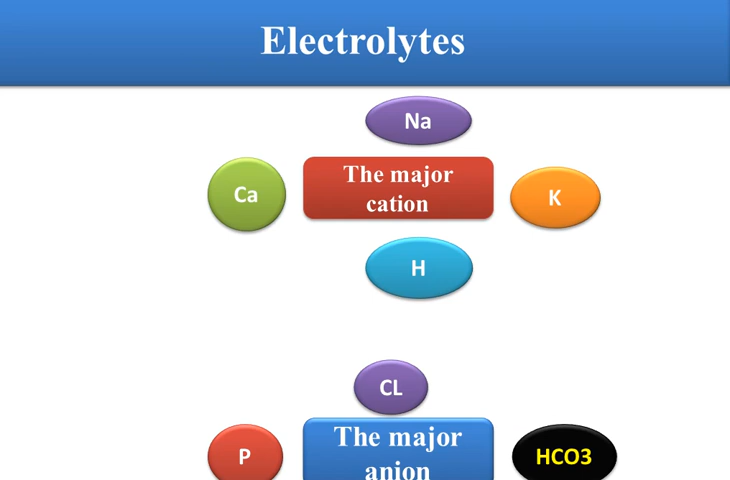 Electrolytes
Na
Ca
The major
cation
K
H
CL
P
The major
anion
HCO3